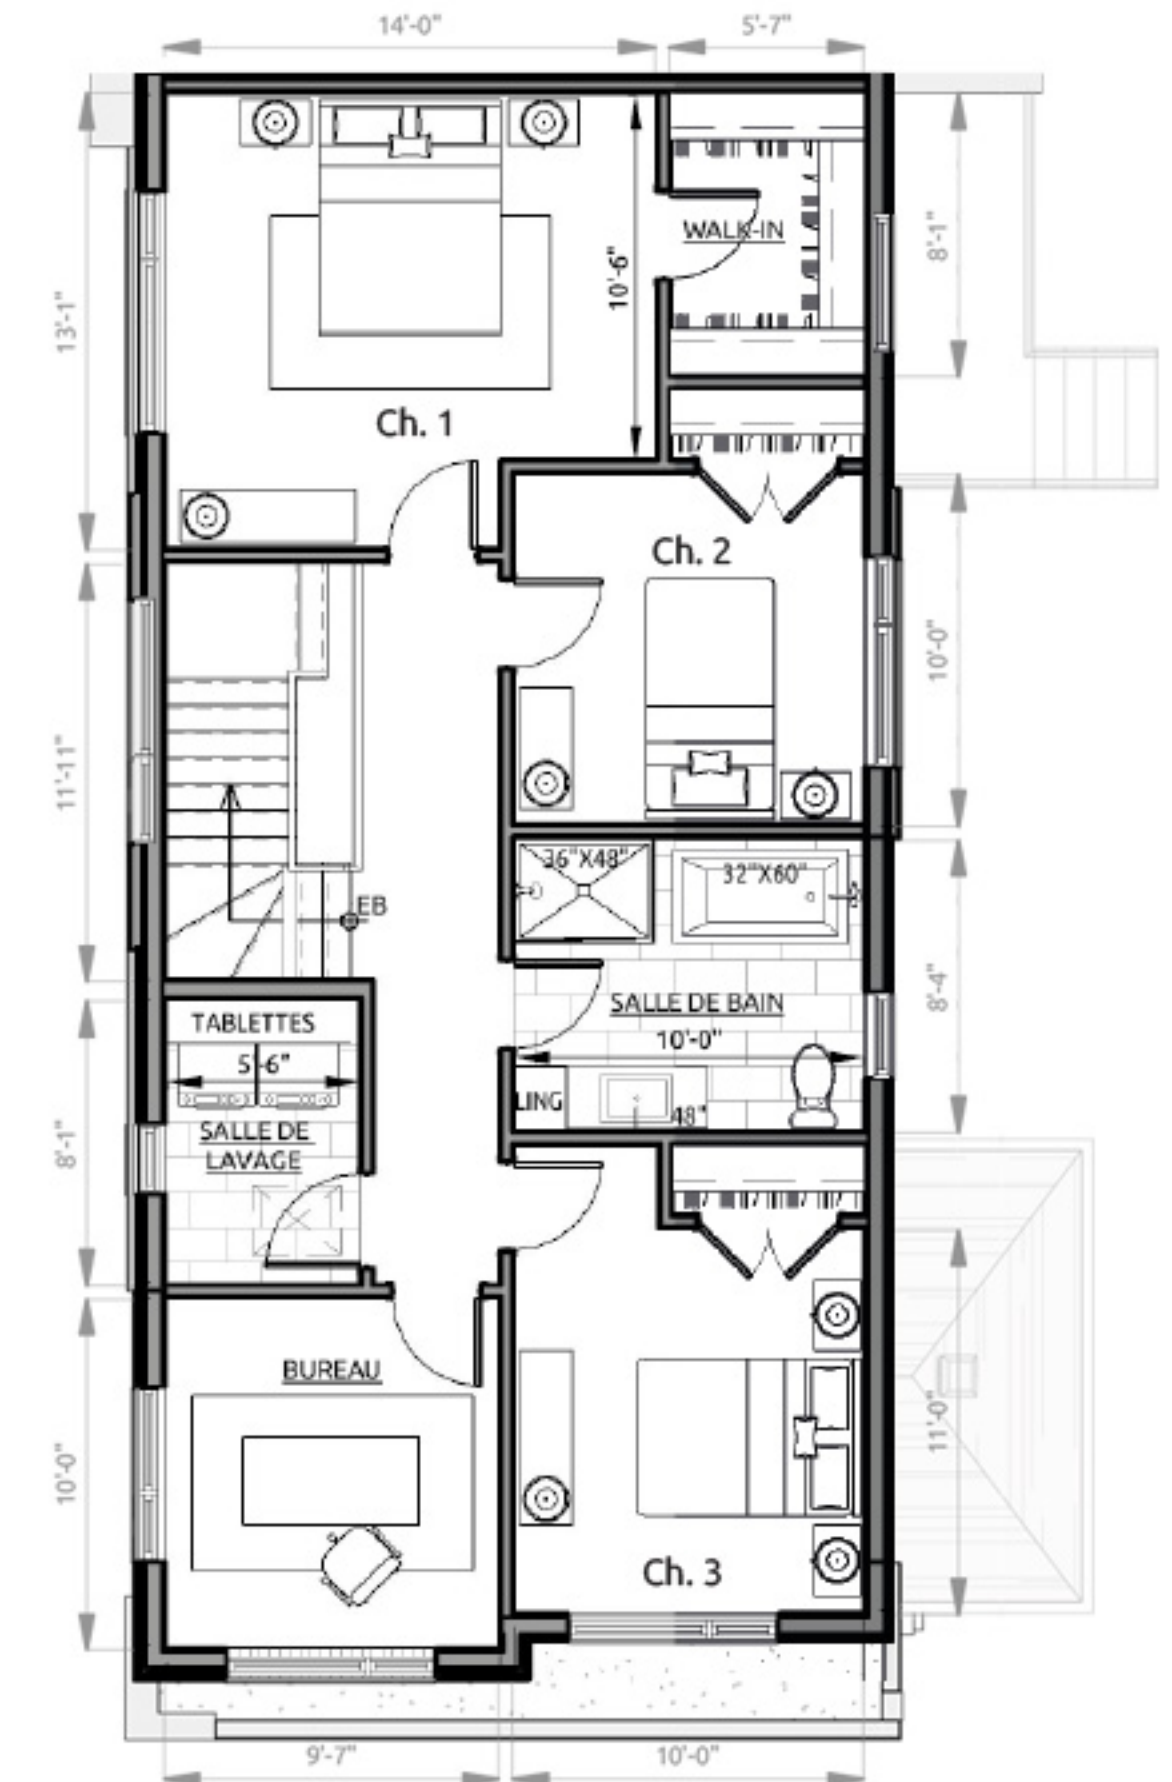 14'-0"
5'-7"
13'-1"
10'-6"
WALK-IN
8'-1"
Ch. 1
Ch. 2
10'-0"
11'-11"
EB
36"X48"
32"X60"
SALLE DE BAIN
10'-0"
8'-4"
LING
48"
TABLETTES
5'-6"
SALLE DE
LAVAGE
8'-1"
BUREAU
10'-0"
Ch. 3
11'-0"
9'-7"
10'-0"